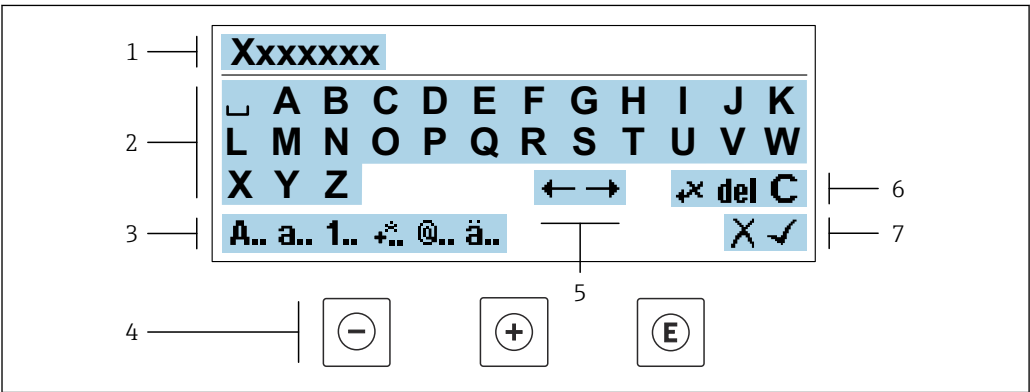 1
Xxxxxxx
2
␣ A B C D E F G H I J K
L M N O P Q R S T U V W
X Y Z ← → +× del C
6
3
A.. a.. 1.. +*.. @.. ä.. X ✓
7
5
4
− + E